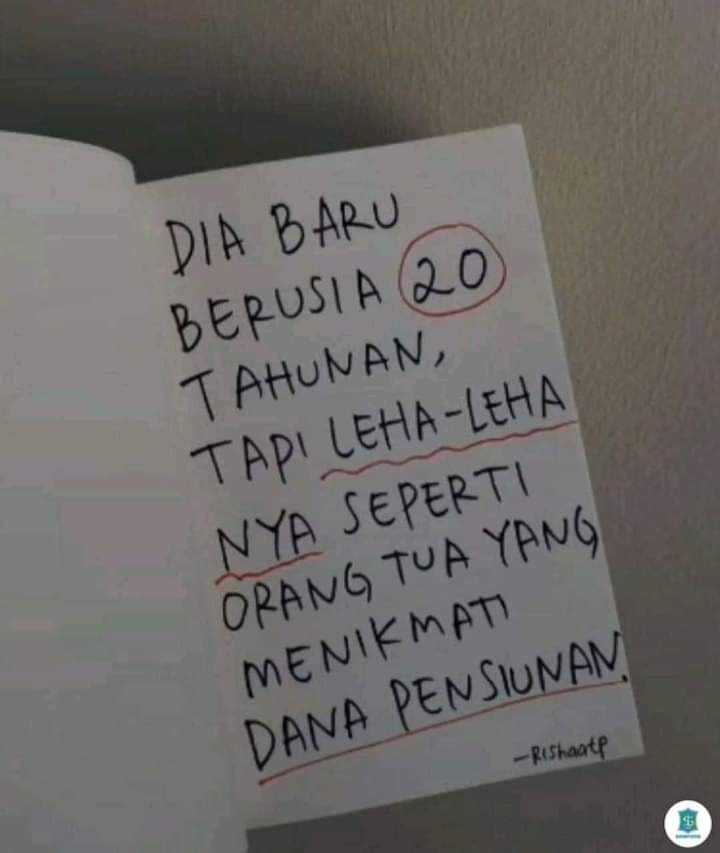 DIA BARU
BERUSIA 20
TAHUNAN,
TAPI LEHA-LEHA
NYA SEPERTI
ORANG TUA YANG
MENIKMATI
DANA PENSIUNAN.
—Rishaatp